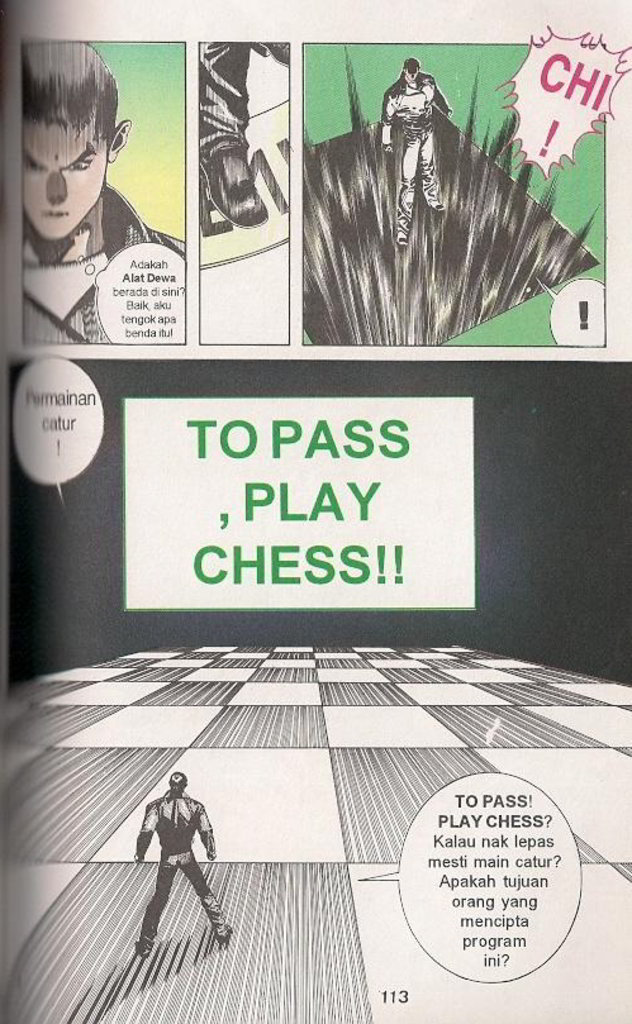 Adakah
Alat Dewa
berada di sini?
Baik, aku
tengok apa
benda itu!
CHI
!
!
Permainan
catur
!
TO PASS
, PLAY
CHESS!!
TO PASS!
PLAY CHESS?
Kalau nak lepas
mesti main catur?
Apakah tujuan
orang yang
mencipta
program
ini?
113